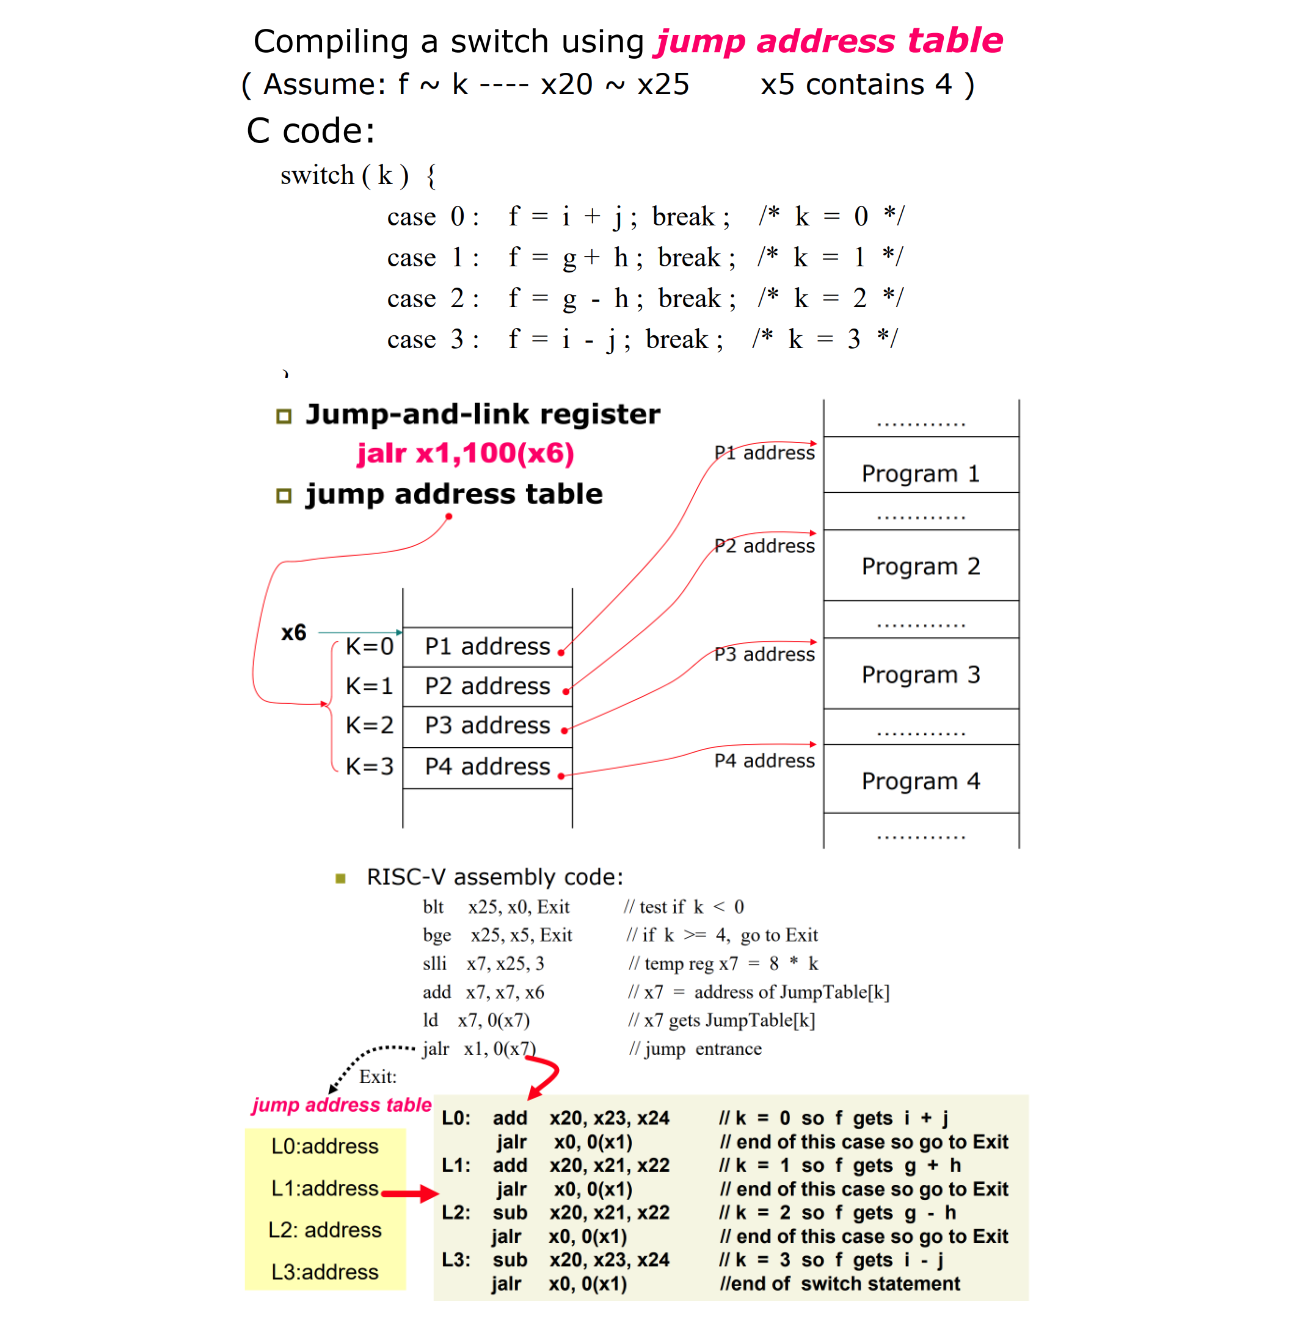 Compiling a switch using jump address table
( Assume: f ~ k ---- x20 ~ x25 x5 contains 4 )
C code:
switch ( k ) {
case 0 : f = i + j ; break ; /* k = 0 */
case 1 : f = g + h ; break ; /* k = 1 */
case 2 : f = g - h ; break ; /* k = 2 */
case 3 : f = i - j ; break ; /* k = 3 */
Jump-and-link register
jalr x1,100(x6)
jump address table
x6
K=0 P1 address
K=1 P2 address
K=2 P3 address
K=3 P4 address
............
P1 address
Program 1
............
P2 address
Program 2
............
P3 address
Program 3
............
P4 address
Program 4
............
RISC-V assembly code:
blt x25, x0, Exit // test if k < 0
bge x25, x5, Exit // if k >= 4, go to Exit
slli x7, x25, 3 // temp reg x7 = 8 * k
add x7, x7, x6 // x7 = address of JumpTable[k]
ld x7, 0(x7) // x7 gets JumpTable[k]
jalr x1, 0(x7) // jump entrance
Exit:
jump address table
L0:address
L1:address
L2: address
L3:address
L0: add x20, x23, x24 // k = 0 so f gets i + j
jalr x0, 0(x1) // end of this case so go to Exit
L1: add x20, x21, x22 // k = 1 so f gets g + h
jalr x0, 0(x1) // end of this case so go to Exit
L2: sub x20, x21, x22 // k = 2 so f gets g - h
jalr x0, 0(x1) // end of this case so go to Exit
L3: sub x20, x23, x24 // k = 3 so f gets i - j
jalr x0, 0(x1) //end of switch statement